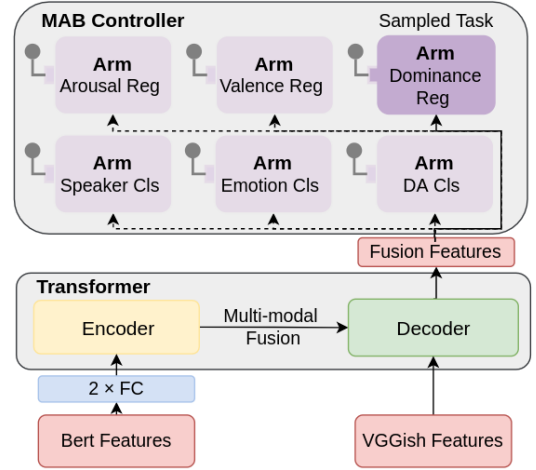 MAB Controller
Sampled Task
Arm
Arousal Reg
Arm
Valence Reg
Arm
Dominance
Reg
Arm
Speaker Cls
Arm
Emotion Cls
Arm
DA Cls
Fusion Features
Transformer
Encoder
Multi-modal
Fusion
Decoder
2 × FC
Bert Features
VGGish Features